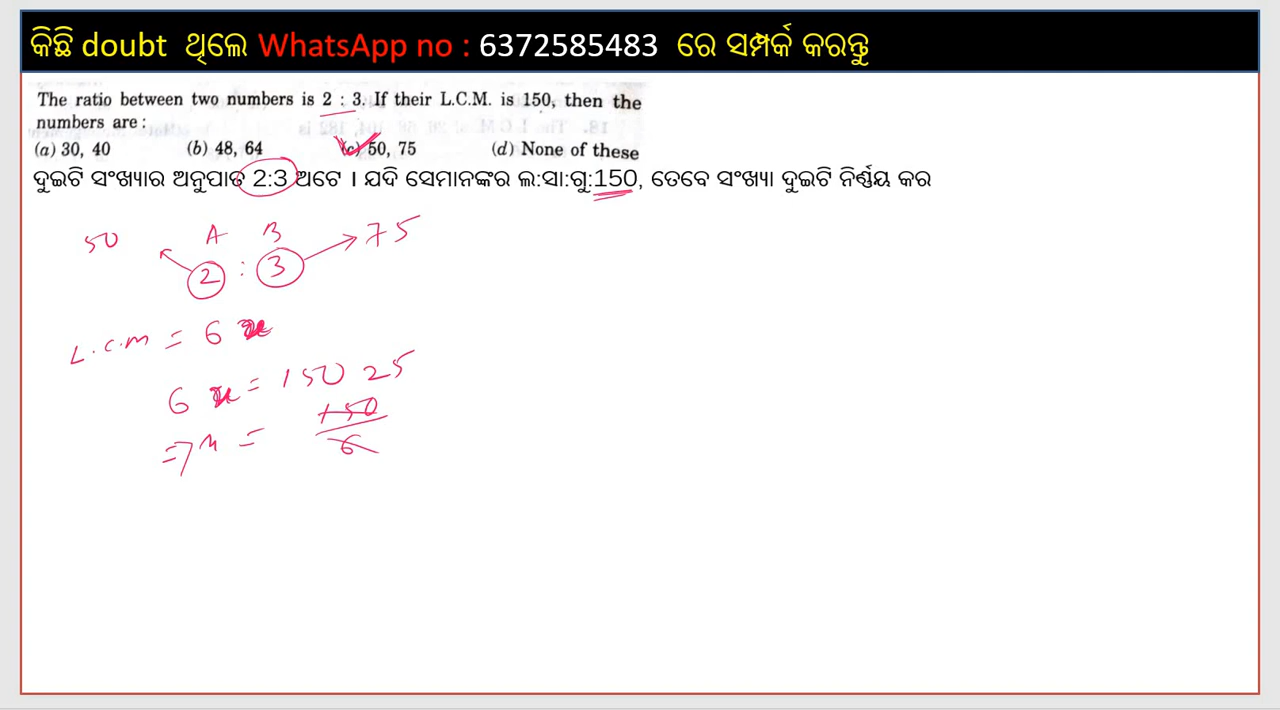 କିଛି doubt ଥିଲେ WhatsApp no : 6372585483 ରେ ସମ୍ପର୍କ କରନ୍ତୁ
The ratio between two numbers is 2 : 3. If their L.C.M. is 150, then the
numbers are :
(a) 30, 40 (b) 48, 64 (c) 50, 75 (d) None of these
ଦୁଇଟି ସଂଖ୍ୟାର ଅନୁପାତ 2:3 ଅଟେ । ଯଦି ସେମାନଙ୍କର ଲ:ସା:ଗୁ:150, ତେବେ ସଂଖ୍ୟା ଦୁଇଟି ନିର୍ଣ୍ଣୟ କର
A B
50 2 : 3 75
L.C.M = 6 x
6 x = 150 25
=> x = 150
6